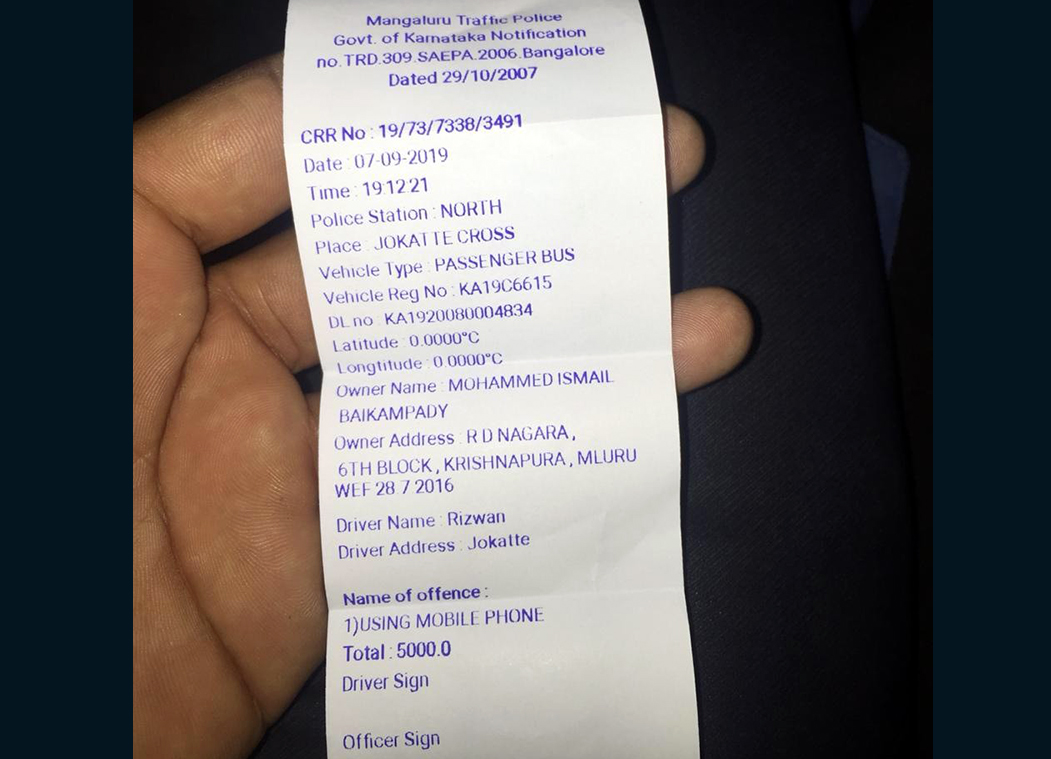 Mangaluru Traffic Police
Govt. of Karnataka Notification
no.TRD.309.SAEPA.2006.Bangalore
Dated 29/10/2007
CRR No : 19/73/7338/3491
Date : 07-09-2019
Time : 19:12:21
Police Station : NORTH
Place : JOKATTE CROSS
Vehicle Type : PASSENGER BUS
Vehicle Reg No : KA19C6615
DL no : KA1920080004834
Latitude : 0.0000°C
Longtitude : 0.0000°C
Owner Name : MOHAMMED ISMAIL
BAIKAMPADY
Owner Address : R D NAGARA ,
6TH BLOCK , KRISHNAPURA , MLURU
WEF 28.7 2016
Driver Name : Rizwan
Driver Address : Jokatte
Name of offence :
1)USING MOBILE PHONE
Total : 5000.0
Driver Sign
Officer Sign